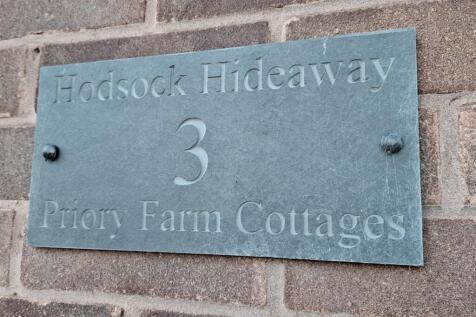 Hodsock Hideaway
3
Priory Farm Cottages